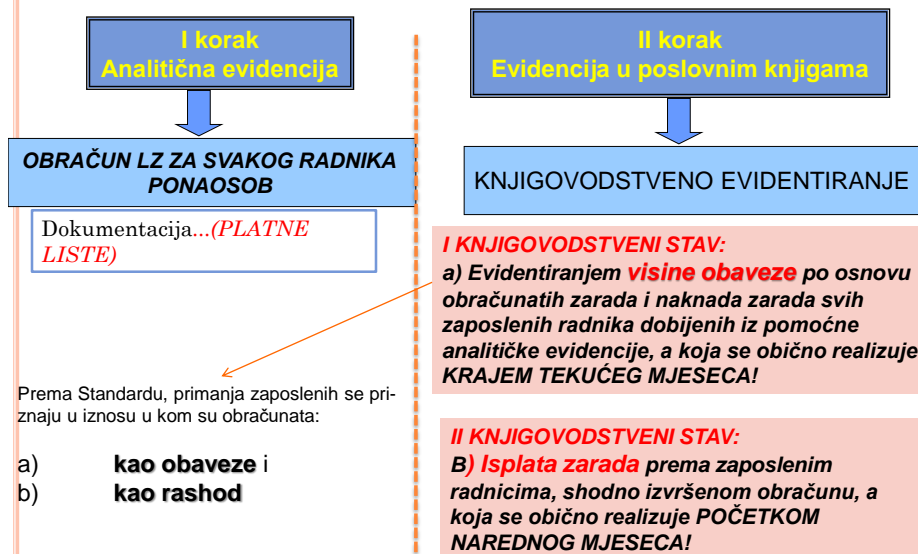 I korak
Analitična evidencija
OBRAČUN LZ ZA SVAKOG RADNIKA
PONAOSOB
Dokumentacija...(PLATNE
LISTE)
Prema Standardu, primanja zaposlenih se pri-
znaju u iznosu u kom su obračunata:
a) kao obaveze i
b) kao rashod
II korak
Evidencija u poslovnim knjigama
KNJIGOVODSTVENO EVIDENTIRANJE
I KNJIGOVODSTVENI STAV:
a) Evidentiranjem visine obaveze po osnovu
obračunatih zarada i naknada zarada svih
zaposlenih radnika dobijenih iz pomoćne
analitičke evidencije, a koja se obično realizuje
KRAJEM TEKUĆEG MJESECA!
II KNJIGOVODSTVENI STAV:
B) Isplata zarada prema zaposlenim
radnicima, shodno izvršenom obračunu, a
koja se obično realizuje POČETKOM
NAREDNOG MJESECA!